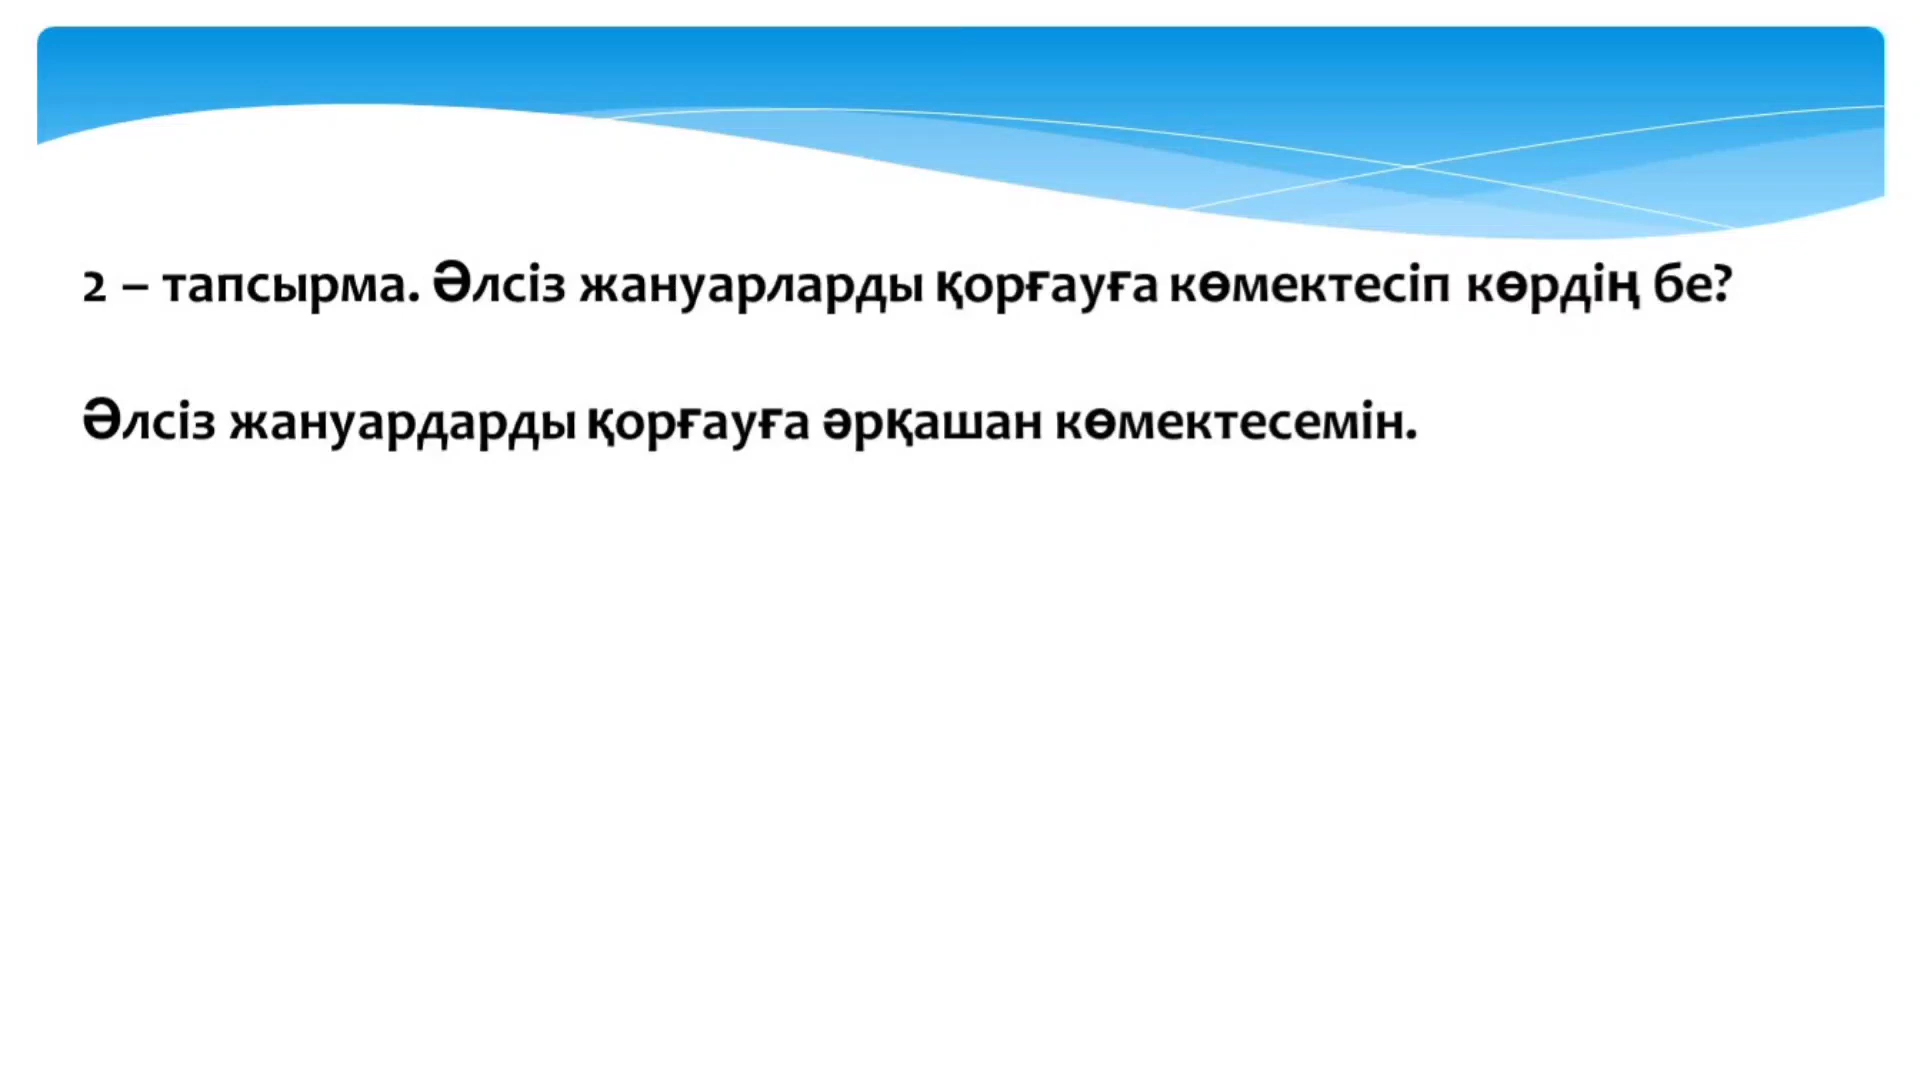 2 – тапсырма. Әлсіз жануарларды қорғауға көмектесіп көрдің бе?
Әлсіз жануардарды қорғауға әрқашан көмектесемін.